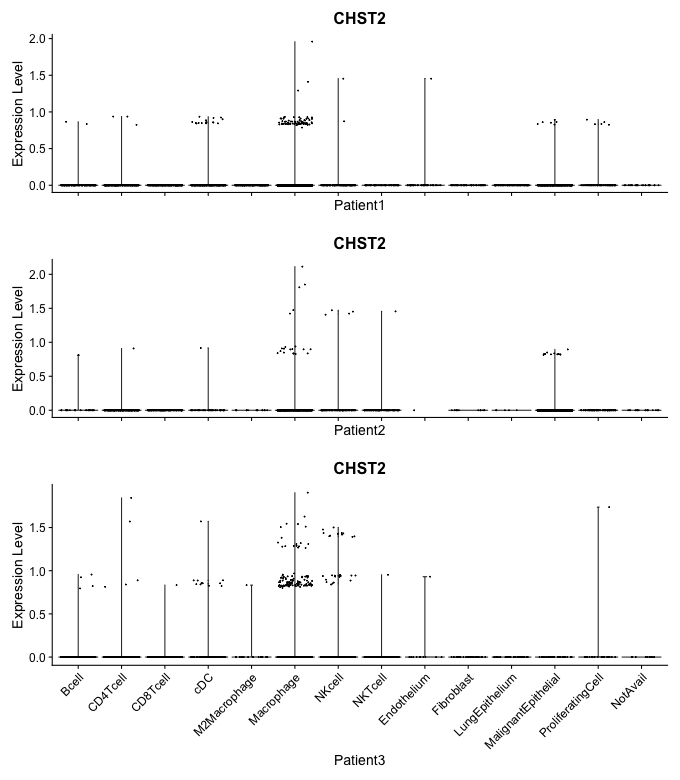 CHST2
Expression Level
2.0
1.5
1.0
0.5
0.0
Patient1
CHST2
Expression Level
2.0
1.5
1.0
0.5
0.0
Patient2
CHST2
Expression Level
1.5
1.0
0.5
0.0
Bcell
CD4Tcell
CD8Tcell
cDC
M2Macrophage
Macrophage
NKcell
NKTcell
Endothelium
Fibroblast
LungEpithelium
MalignantEpithelial
ProliferatingCell
NotAvail
Patient3